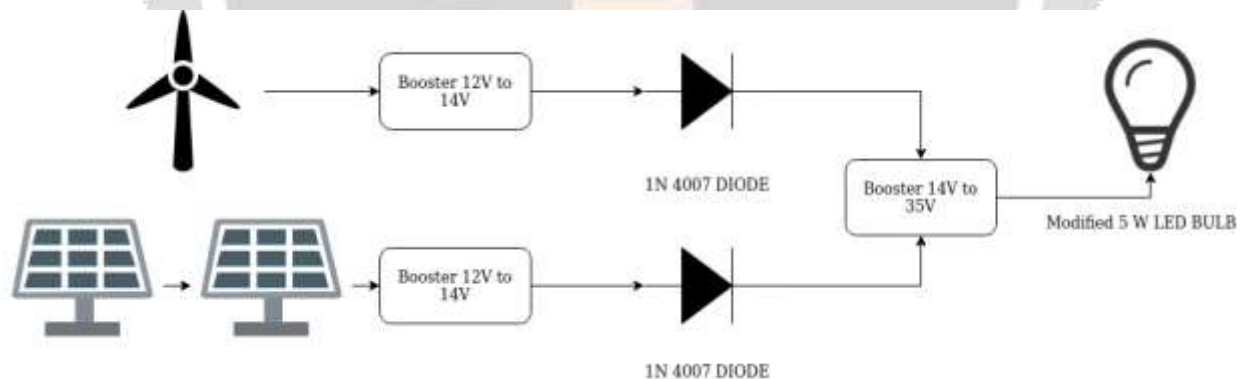 Booster 12V to
14V
1N 4007 DIODE
Booster 14V to
35V
Modified 5 W LED BULB
Booster 12V to
14V
1N 4007 DIODE